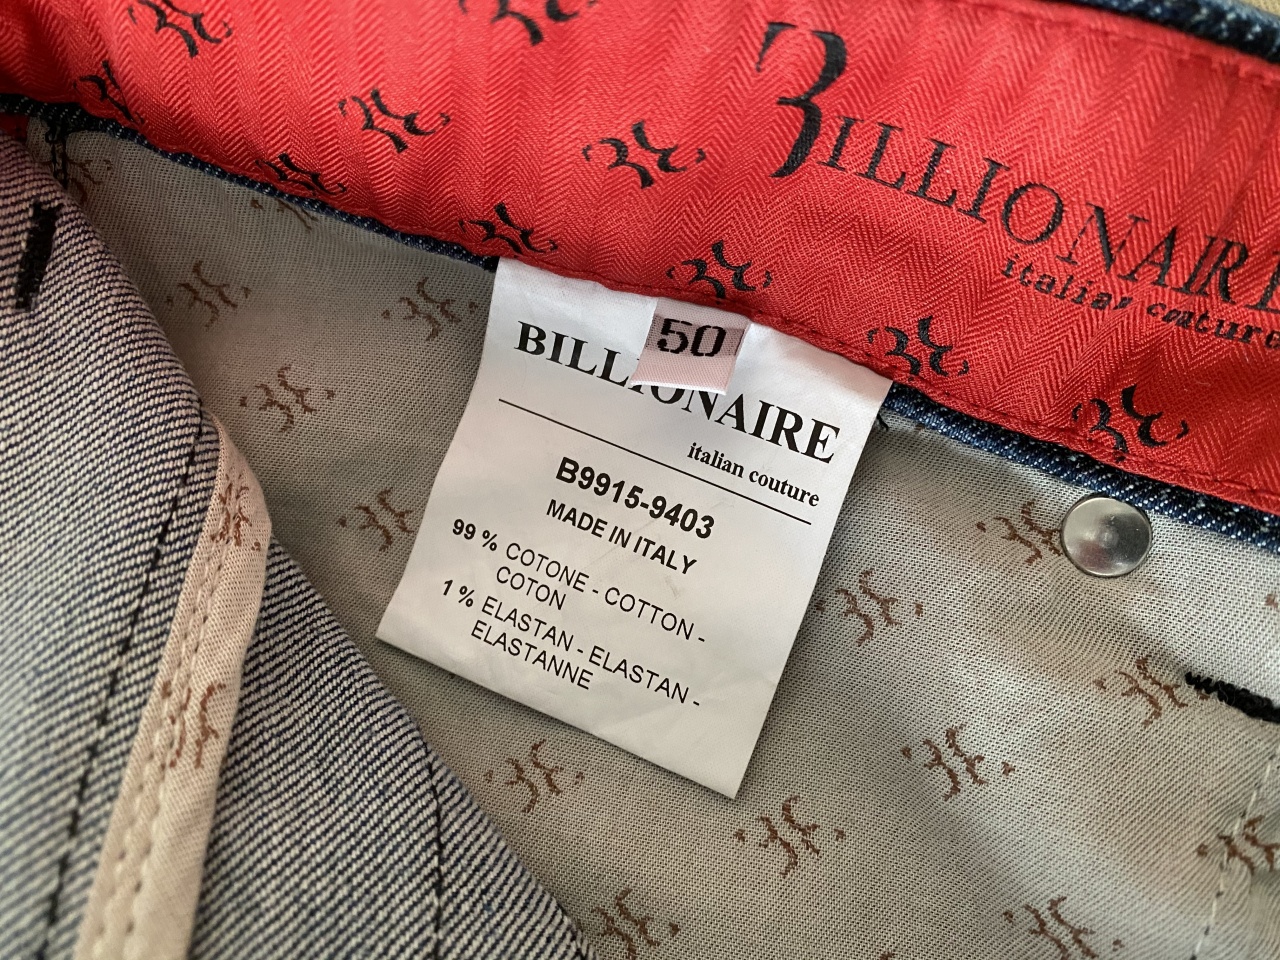 BILLIONAIRE
italian couture
50
BILLIONAIRE
italian couture
B9915-9403
MADE IN ITALY
99 % COTONE - COTTON -
COTON
1 % ELASTAN - ELASTAN -
ELASTANNE